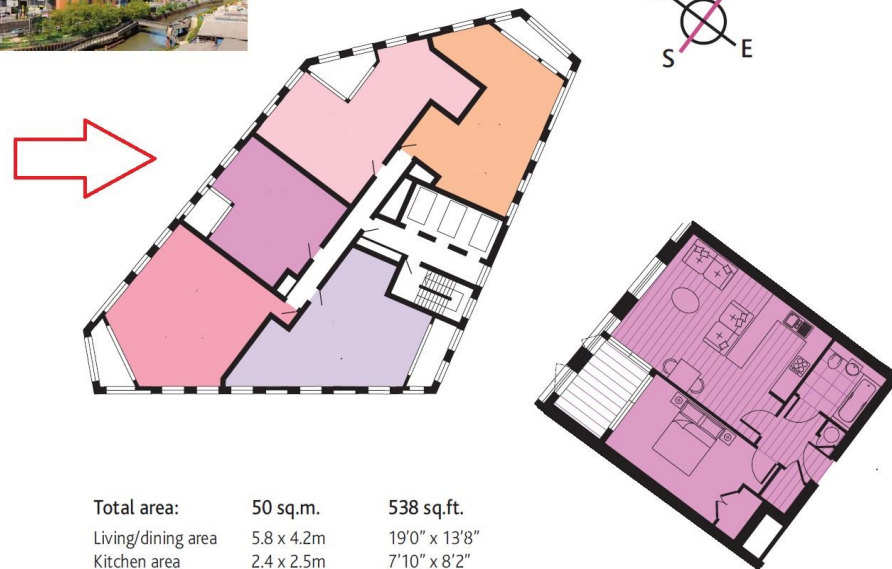 S
E
Total area: 50 sq.m. 538 sq.ft.
Living/dining area 5.8 x 4.2m 19'0” x 13'8”
Kitchen area 2.4 x 2.5m 7'10” x 8'2”